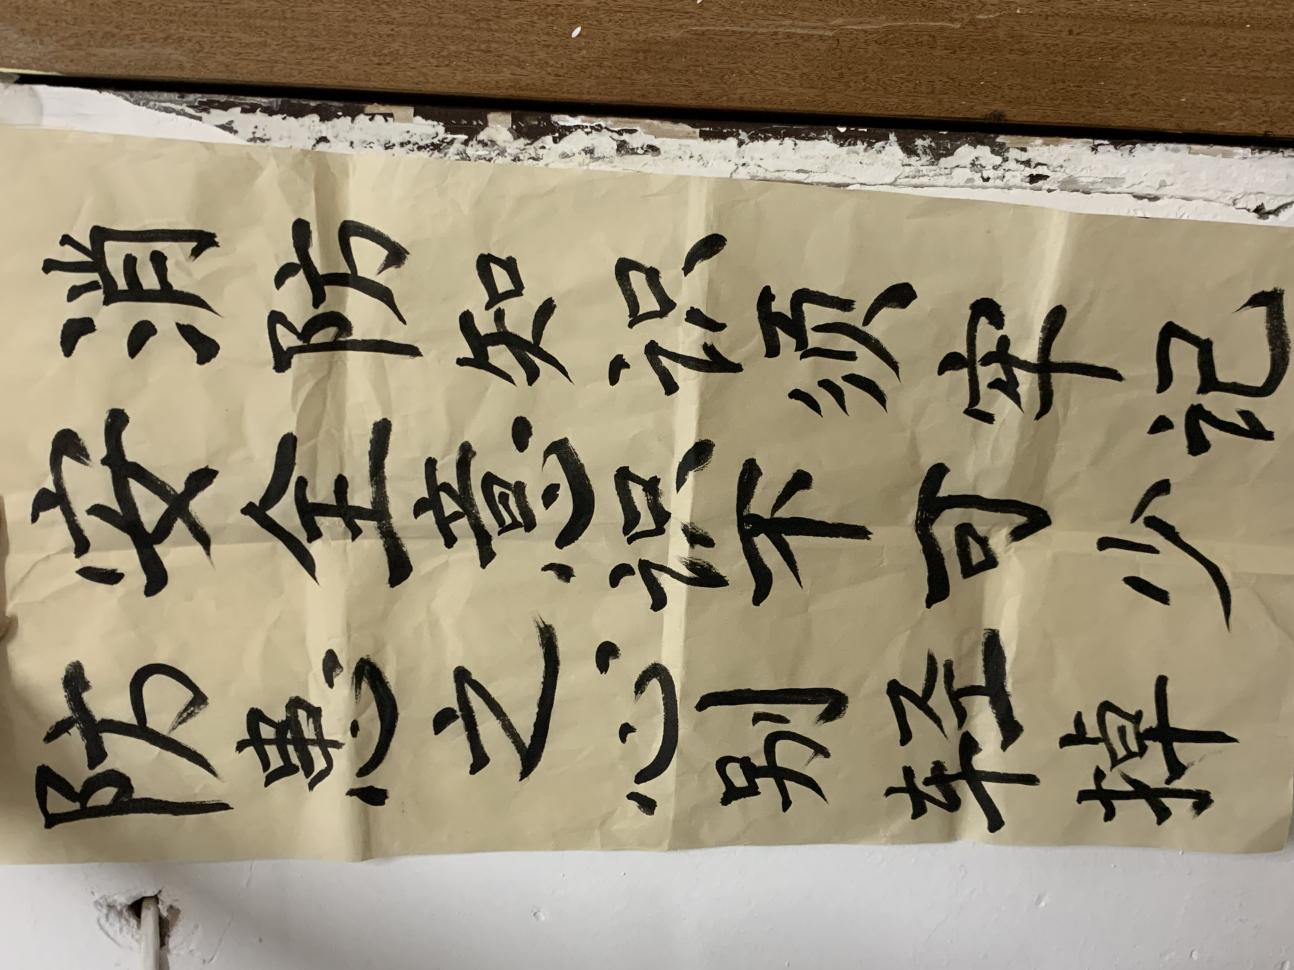 消防知识须牢记
安全意识不可少
防患之心别轻掉